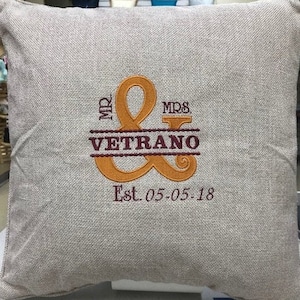 MR. & MRS.
VETRANO
Est. 05-05-18